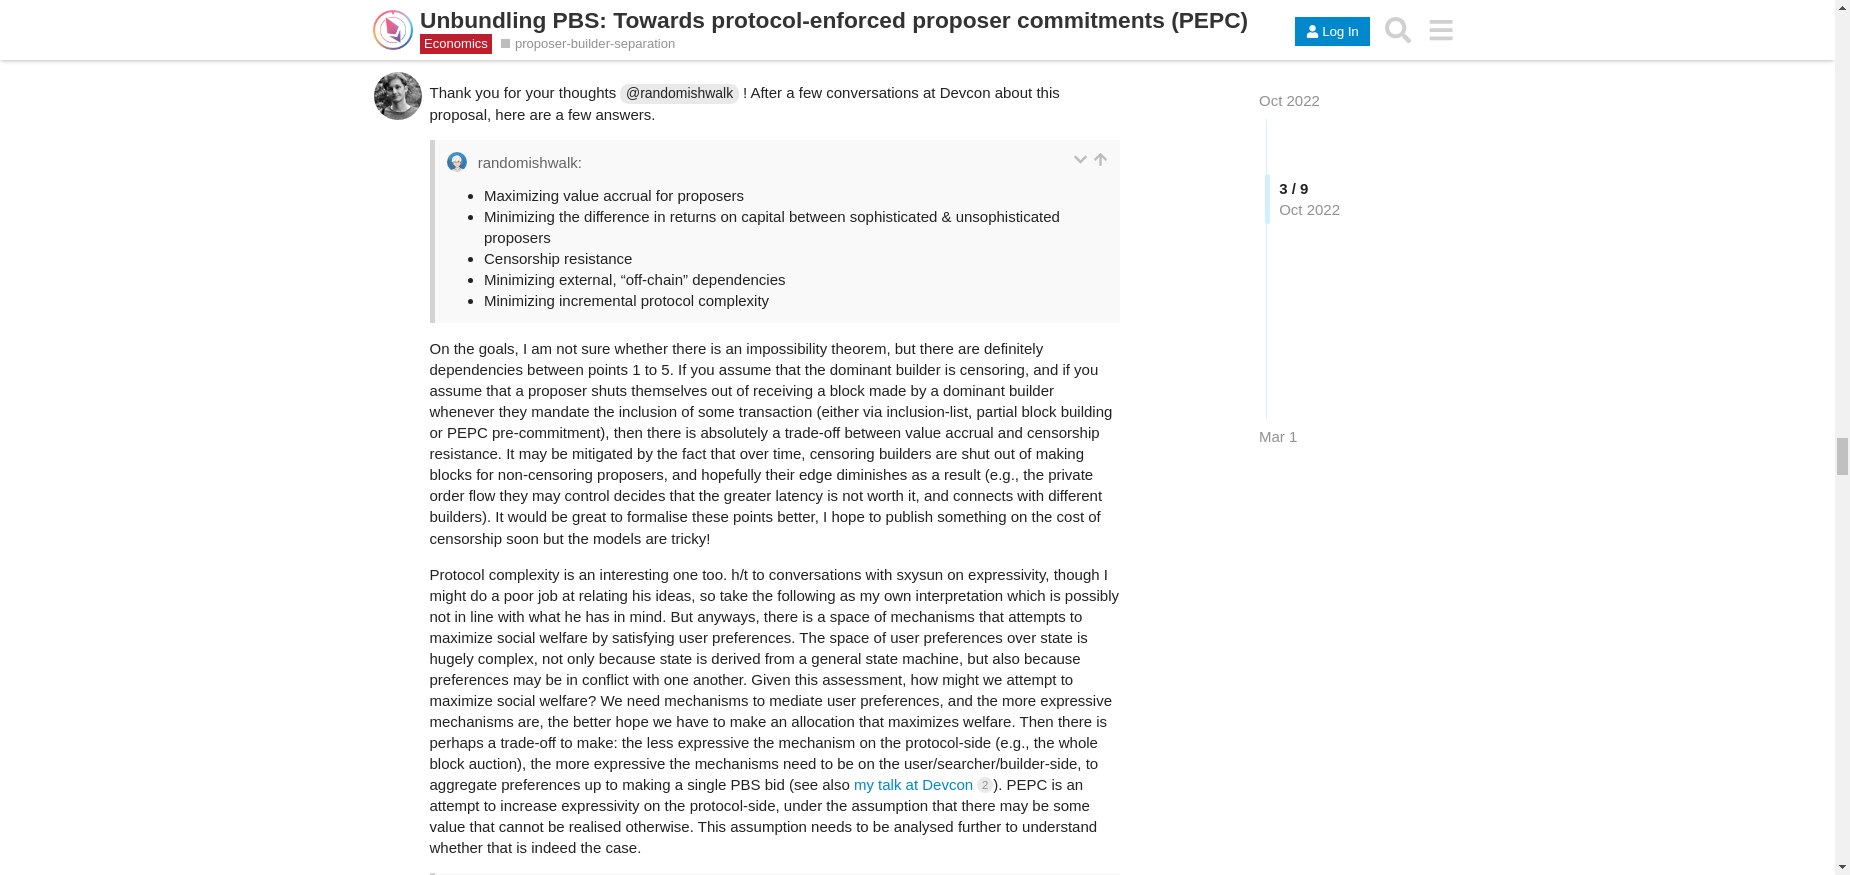 Unbundling PBS: Towards protocol-enforced proposer commitments (PEPC)
Economics proposer-builder-separation
Log In
Thank you for your thoughts @randomishwalk ! After a few conversations at Devcon about this
proposal, here are a few answers.
randomishwalk:
• Maximizing value accrual for proposers
• Minimizing the difference in returns on capital between sophisticated & unsophisticated
proposers
• Censorship resistance
• Minimizing external, “off-chain” dependencies
• Minimizing incremental protocol complexity
On the goals, I am not sure whether there is an impossibility theorem, but there are definitely
dependencies between points 1 to 5. If you assume that the dominant builder is censoring, and if you
assume that a proposer shuts themselves out of receiving a block made by a dominant builder
whenever they mandate the inclusion of some transaction (either via inclusion-list, partial block building
or PEPC pre-commitment), then there is absolutely a trade-off between value accrual and censorship
resistance. It may be mitigated by the fact that over time, censoring builders are shut out of making
blocks for non-censoring proposers, and hopefully their edge diminishes as a result (e.g., the private
order flow they may control decides that the greater latency is not worth it, and connects with different
builders). It would be great to formalise these points better, I hope to publish something on the cost of
censorship soon but the models are tricky!
Protocol complexity is an interesting one too. h/t to conversations with sxysun on expressivity, though I
might do a poor job at relating his ideas, so take the following as my own interpretation which is possibly
not in line with what he has in mind. But anyways, there is a space of mechanisms that attempts to
maximize social welfare by satisfying user preferences. The space of user preferences over state is
hugely complex, not only because state is derived from a general state machine, but also because
preferences may be in conflict with one another. Given this assessment, how might we attempt to
maximize social welfare? We need mechanisms to mediate user preferences, and the more expressive
mechanisms are, the better hope we have to make an allocation that maximizes welfare. Then there is
perhaps a trade-off to make: the less expressive the mechanism on the protocol-side (e.g., the whole
block auction), the more expressive the mechanisms need to be on the user/searcher/builder-side, to
aggregate preferences up to making a single PBS bid (see also my talk at Devcon 2). PEPC is an
attempt to increase expressivity on the protocol-side, under the assumption that there may be some
value that cannot be realised otherwise. This assumption needs to be analysed further to understand
whether that is indeed the case.
Oct 2022
3 / 9
Oct 2022
Mar 1